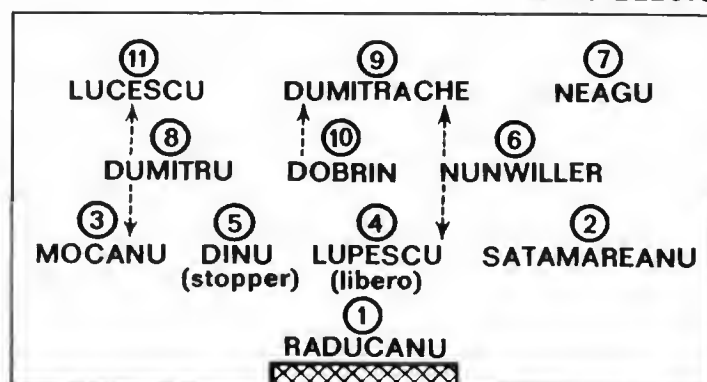 11 9 7
LUCESCU DUMITRACHE NEAGU
8 10 6
DUMITRU DOBRIN NUNWILLER
3 5 4 2
MOCANU DINU LUPESCU SATAMAREANU
(stopper) (libero)
1
RADUCANU